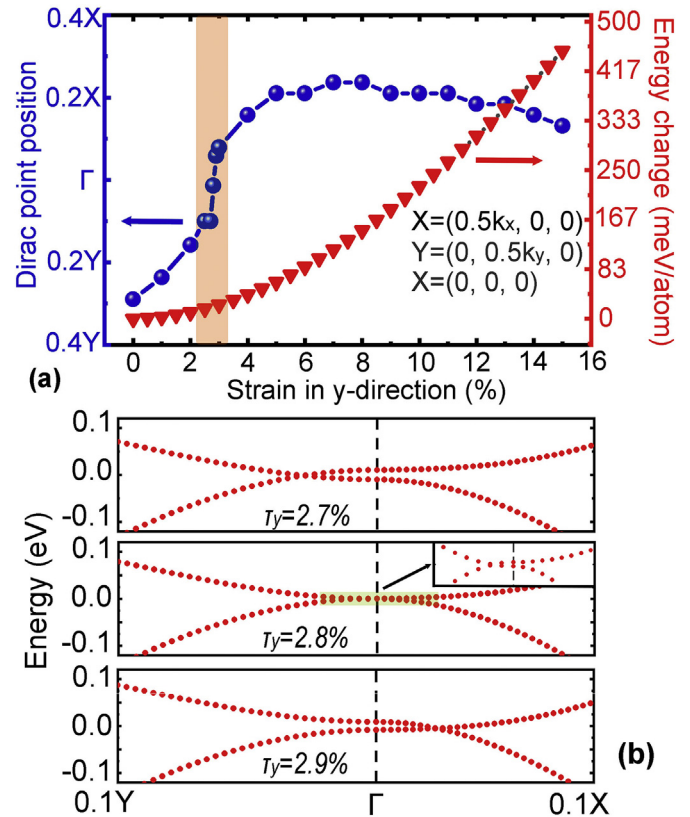 0.4X
0.2X
Γ
0.2Y
0.4Y
Dirac point position
500
417
333
250
167
83
0
Energy change (meV/atom)
X=(0.5kx, 0, 0)
Y=(0, 0.5ky, 0)
X=(0, 0, 0)
0 2 4 6 8 10 12 14 16
Strain in y-direction (%)
(a)
0.1
0.0
-0.1
τy=2.7%
0.1
0.0
-0.1
τy=2.8%
0.1
0.0
-0.1
τy=2.9%
Energy (eV)
0.1Y Γ 0.1X
(b)